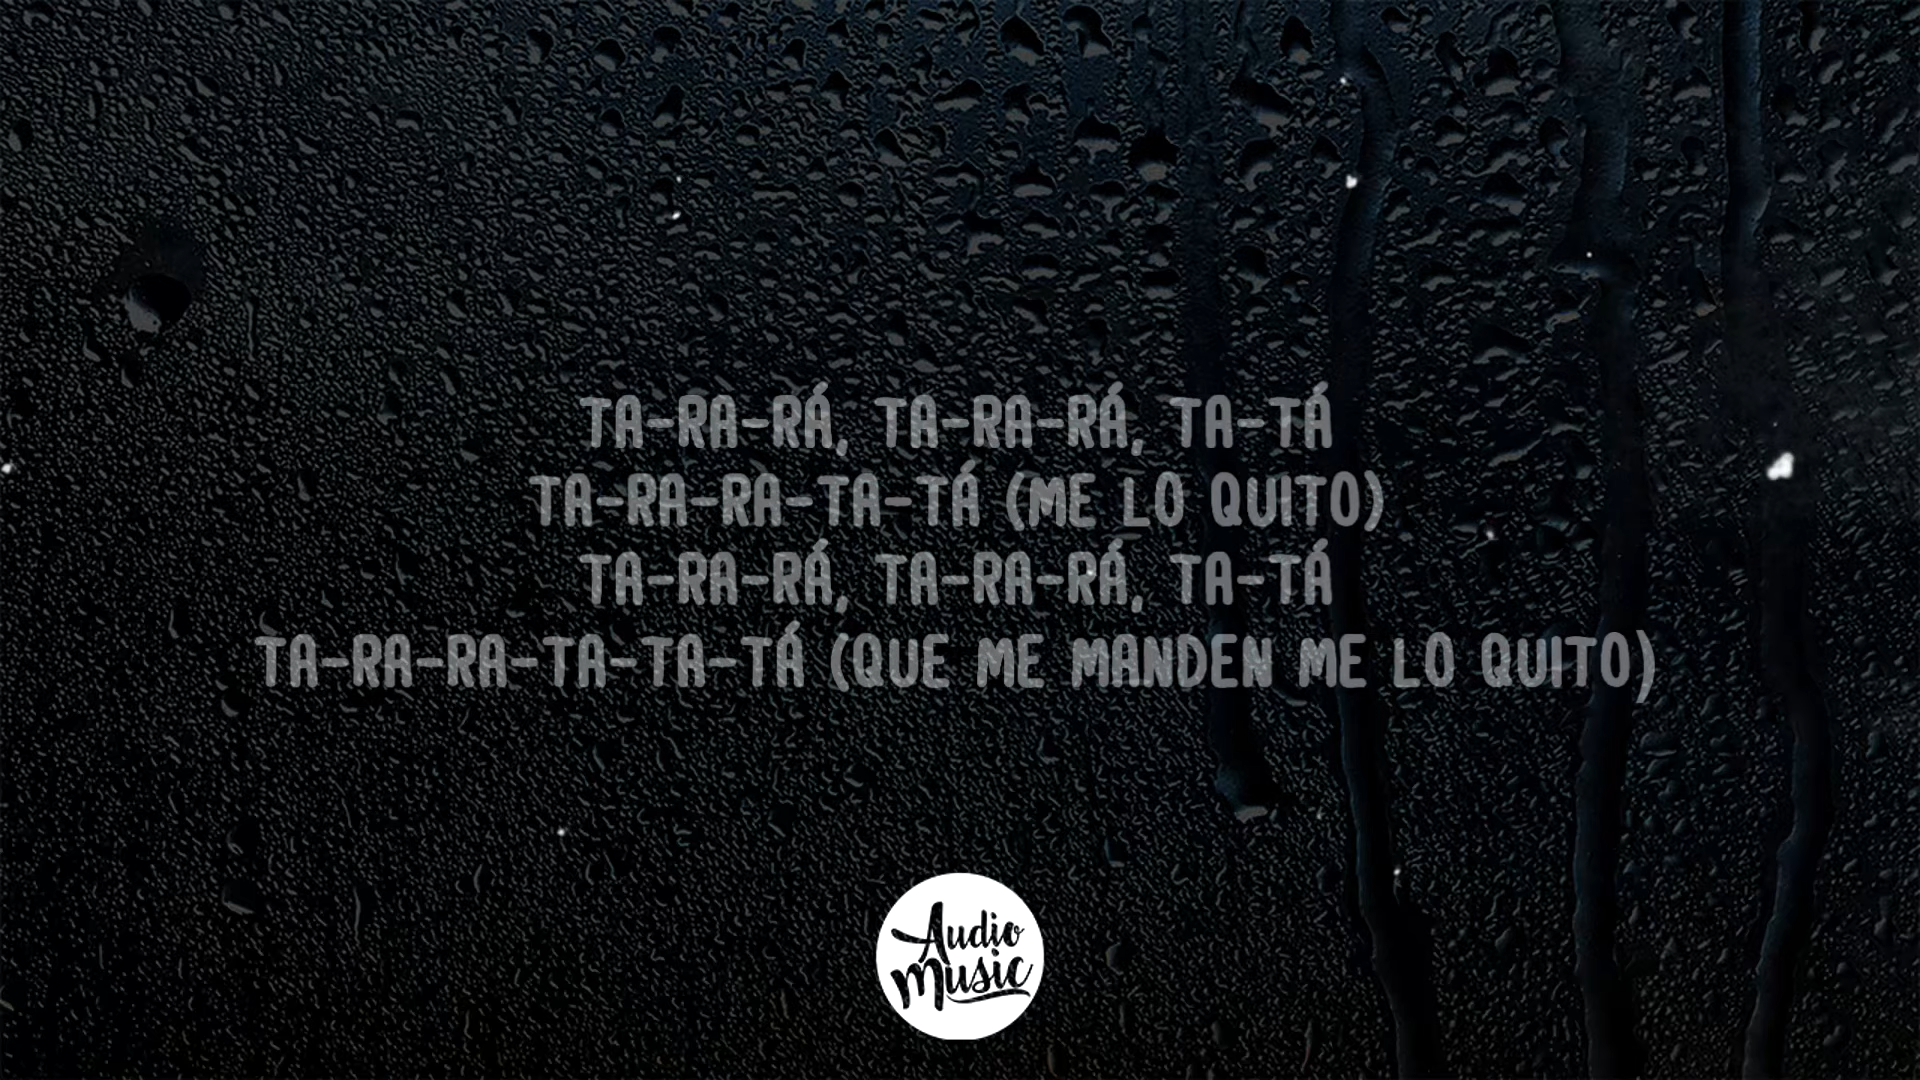 TA-RA-RÁ, TA-RA-RÁ, TA-TÁ
TA-RA-RA-TA-TÁ (ME LO QUITO)
TA-RA-RÁ, TA-RA-RÁ, TA-TÁ
TA-RA-RA-TA-TA-TÁ (QUE ME MANDEN ME LO QUITO)
Audio
Music